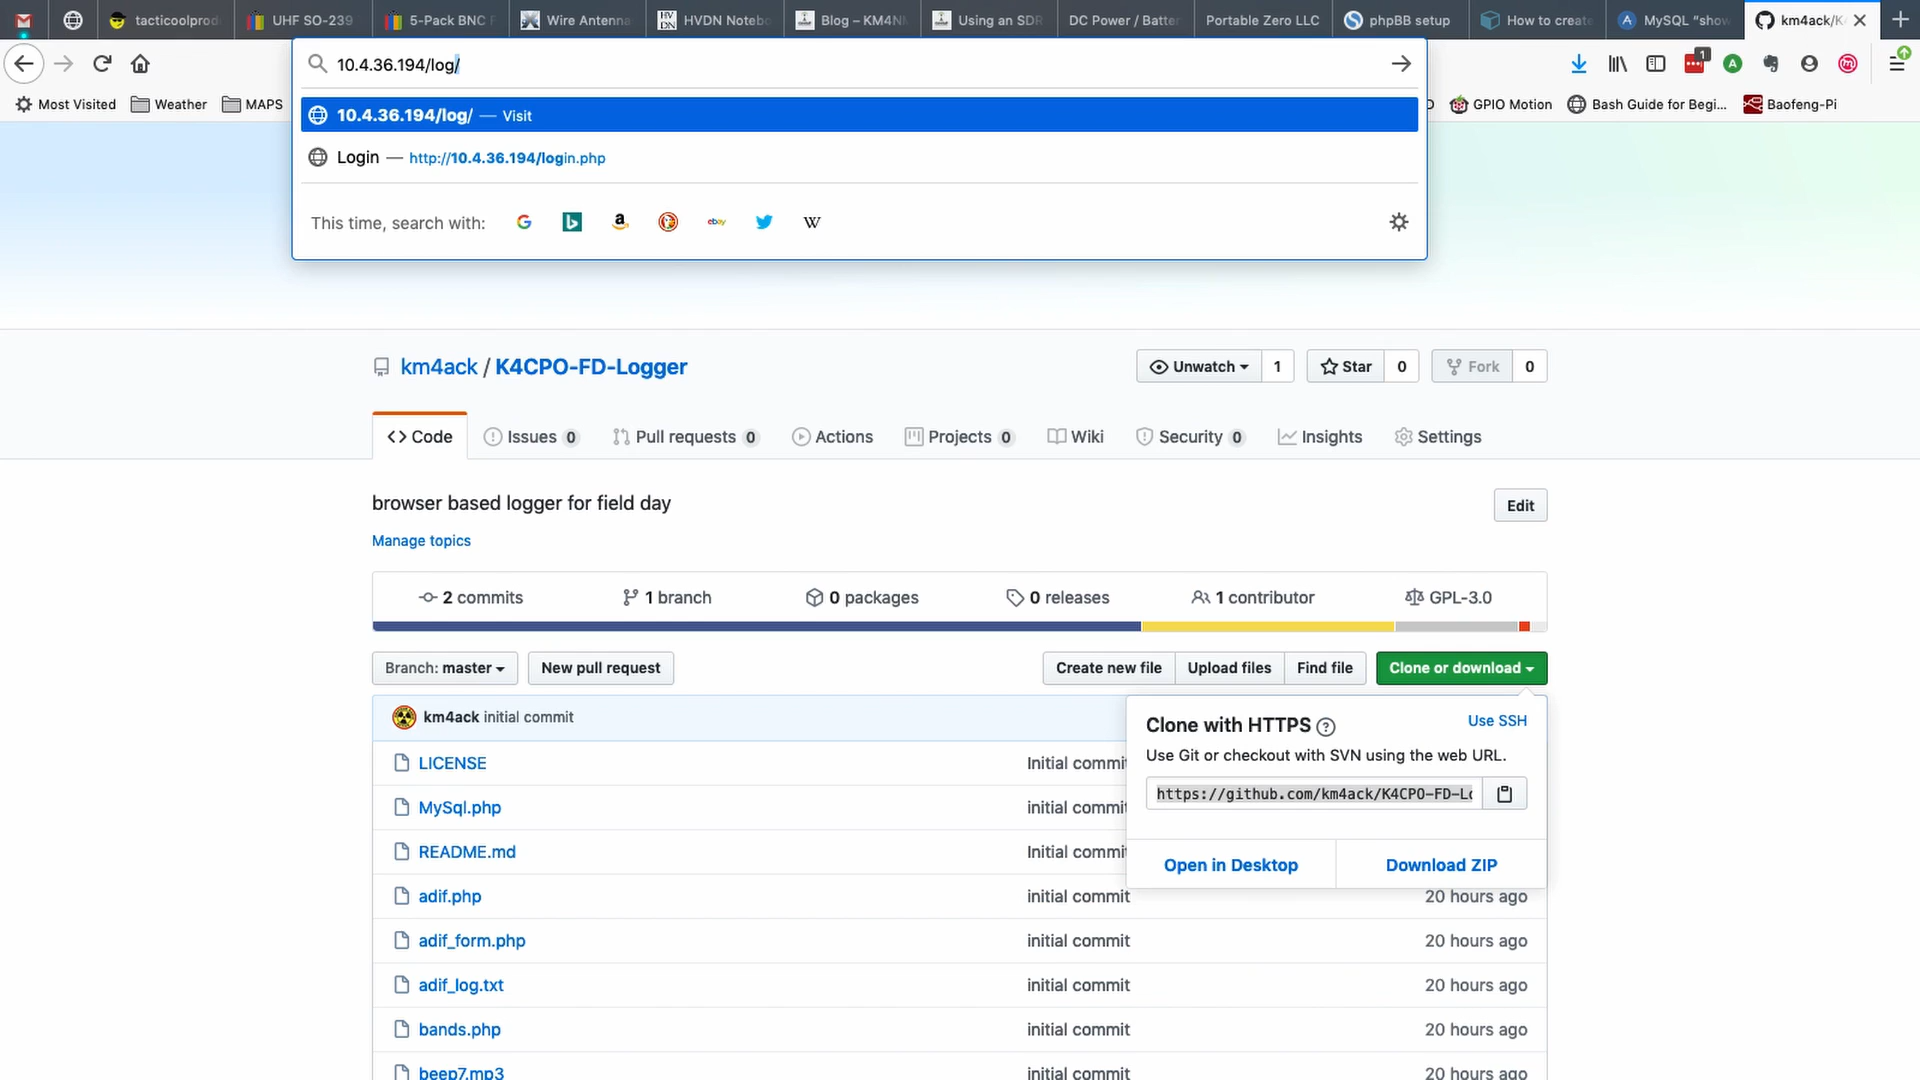 tacticoolprod
UHF SO-239
5-Pack BNC F
Wire Antenna
HVDN Notebo
Blog – KM4N
Using an SDR
DC Power / Batter
Portable Zero LLC
phpBB setup
How to create
MySQL “show
km4ack/K
10.4.36.194/log/
Most Visited
Weather
MAPS
GPIO Motion
Bash Guide for Begi...
Baofeng-Pi
1
10.4.36.194/log/ — Visit
Login — http://10.4.36.194/login.php
This time, search with:
km4ack / K4CPO-FD-Logger
Unwatch 1
Star 0
Fork 0
Code
Issues 0
Pull requests 0
Actions
Projects 0
Wiki
Security 0
Insights
Settings
browser based logger for field day
Edit
Manage topics
2 commits
1 branch
0 packages
0 releases
1 contributor
GPL-3.0
Branch: master
New pull request
Create new file
Upload files
Find file
Clone or download
km4ack initial commit
Clone with HTTPS
Use SSH
Use Git or checkout with SVN using the web URL.
https://github.com/km4ack/K4CPO-FD-Lo
Open in Desktop
Download ZIP
LICENSE Initial commit
MySql.php initial commit
README.md Initial commit
adif.php initial commit 20 hours ago
adif_form.php initial commit 20 hours ago
adif_log.txt initial commit 20 hours ago
bands.php initial commit 20 hours ago
beep7.mp3 initial commit 20 hours ago